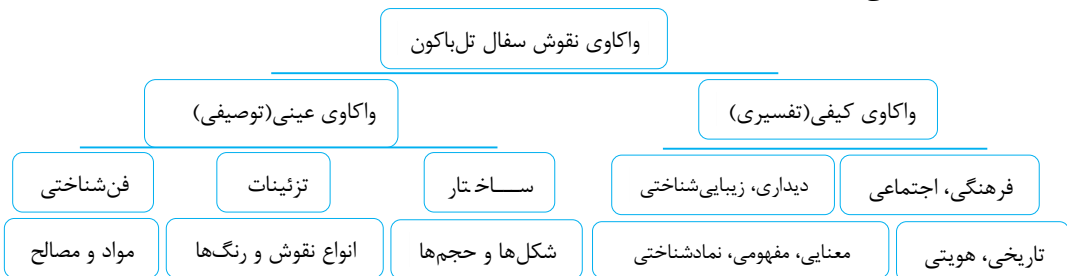 واکاوی نقوش سفال تل‌باکون
واکاوی کیفی(تفسیری)
واکاوی عینی(توصیفی)
فرهنگی، اجتماعی
دیداری، زیبایی‌شناختی
ســـاختار
تزئینات
فن‌شناختی
تاریخی، هویتی
معنایی، مفهومی، نمادشناختی
شکل‌ها و حجم‌ها
انواع نقوش و رنگ‌ها
مواد و مصالح